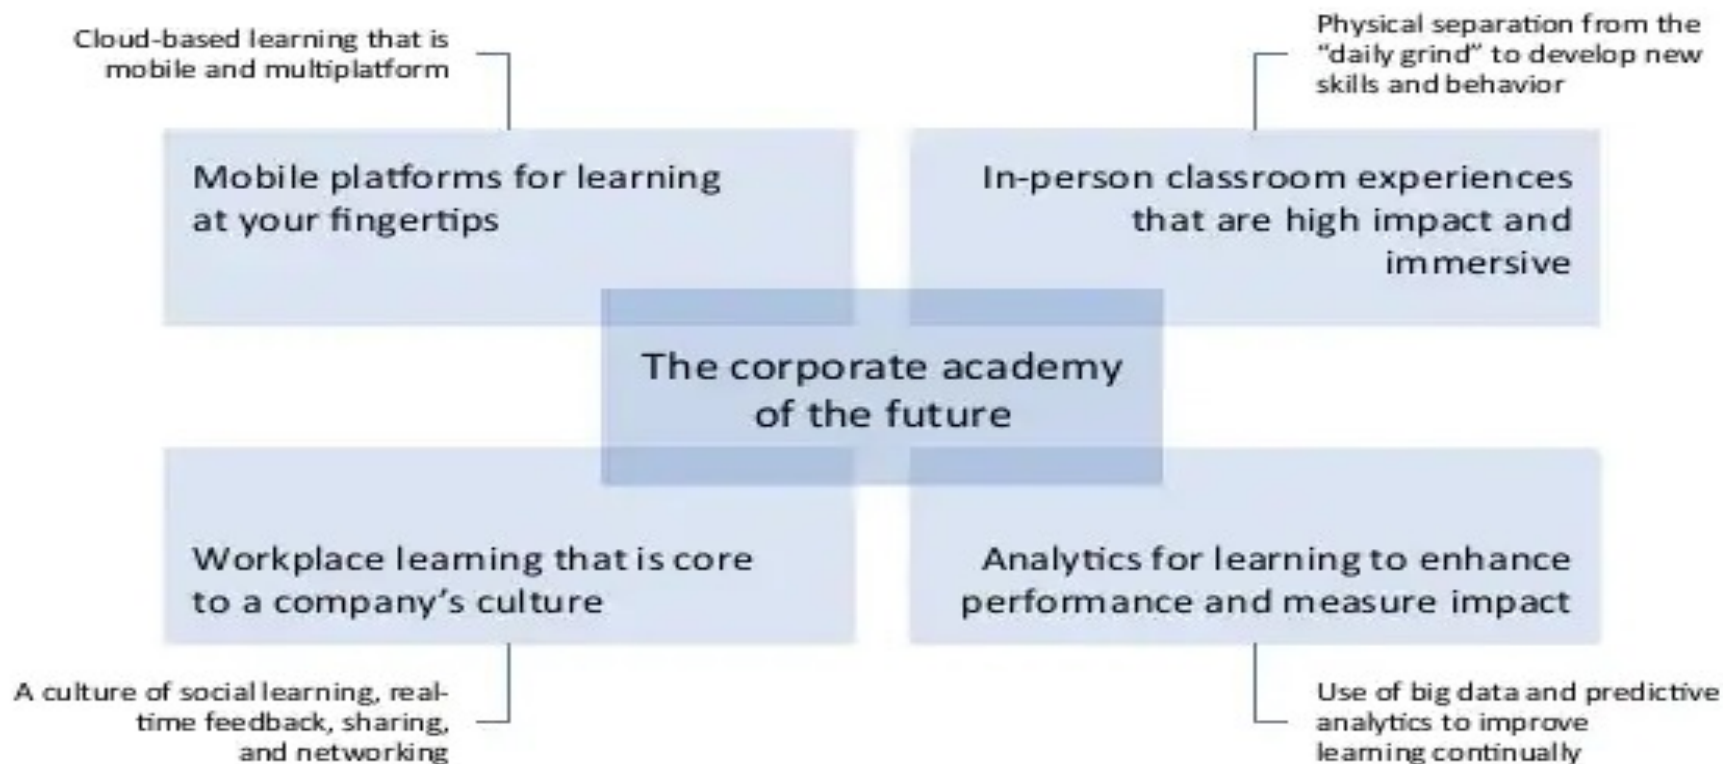 Cloud-based learning that is
mobile and multiplatform
Physical separation from the
“daily grind” to develop new
skills and behavior
Mobile platforms for learning
at your fingertips
In-person classroom experiences
that are high impact and
immersive
The corporate academy
of the future
Workplace learning that is core
to a company’s culture
Analytics for learning to enhance
performance and measure impact
A culture of social learning, real-
time feedback, sharing,
and networking
Use of big data and predictive
analytics to improve
learning continually